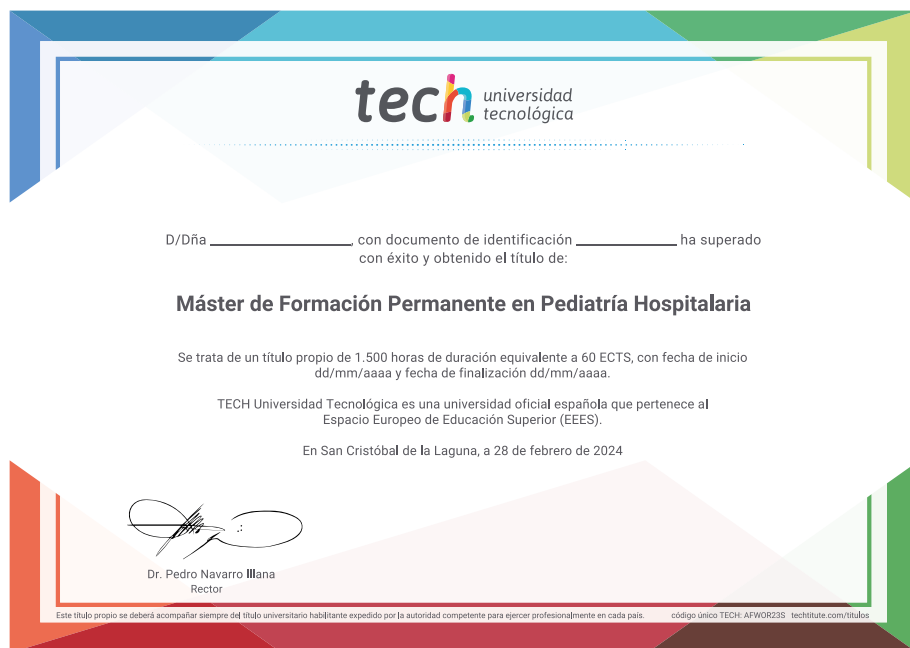 tech universidad
tecnológica
D/Dña ______________, con documento de identificación __________ ha superado
con éxito y obtenido el título de:
Máster de Formación Permanente en Pediatría Hospitalaria
Se trata de un título propio de 1.500 horas de duración equivalente a 60 ECTS, con fecha de inicio
dd/mm/aaaa y fecha de finalización dd/mm/aaaa.
TECH Universidad Tecnológica es una universidad oficial española que pertenece al
Espacio Europeo de Educación Superior (EEES).
En San Cristóbal de la Laguna, a 28 de febrero de 2024
Dr. Pedro Navarro Illana
Rector
Este título propio se deberá acompañar siempre del título universitario habilitante expedido por la autoridad competente para ejercer profesionalmente en cada país. código único TECH: AFWOR23S techtitute.com/titulos